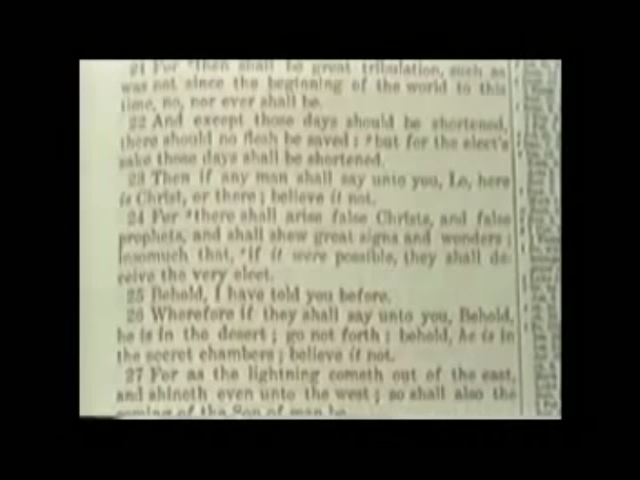 21 For *then shall be great tribulation, such as
was not since the beginning of the world to this
time, no, nor ever shall be.
22 And except those days should be shortened,
there should no flesh be saved; *but for the elect's
sake those days shall be shortened.
23 Then if any man shall say unto you, Lo, here
is Christ, or there; believe it not.
24 For *there shall arise false Christs, and false
prophets, and shall shew great signs and wonders;
insomuch that, *if it were possible, they shall de-
ceive the very elect.
25 Behold, I have told you before.
26 Wherefore if they shall say unto you, Behold,
he is in the desert; go not forth; behold, he is in
the secret chambers; believe it not.
27 For as the lightning cometh out of the east,
and shineth even unto the west; so shall also the
coming of the Son of man be